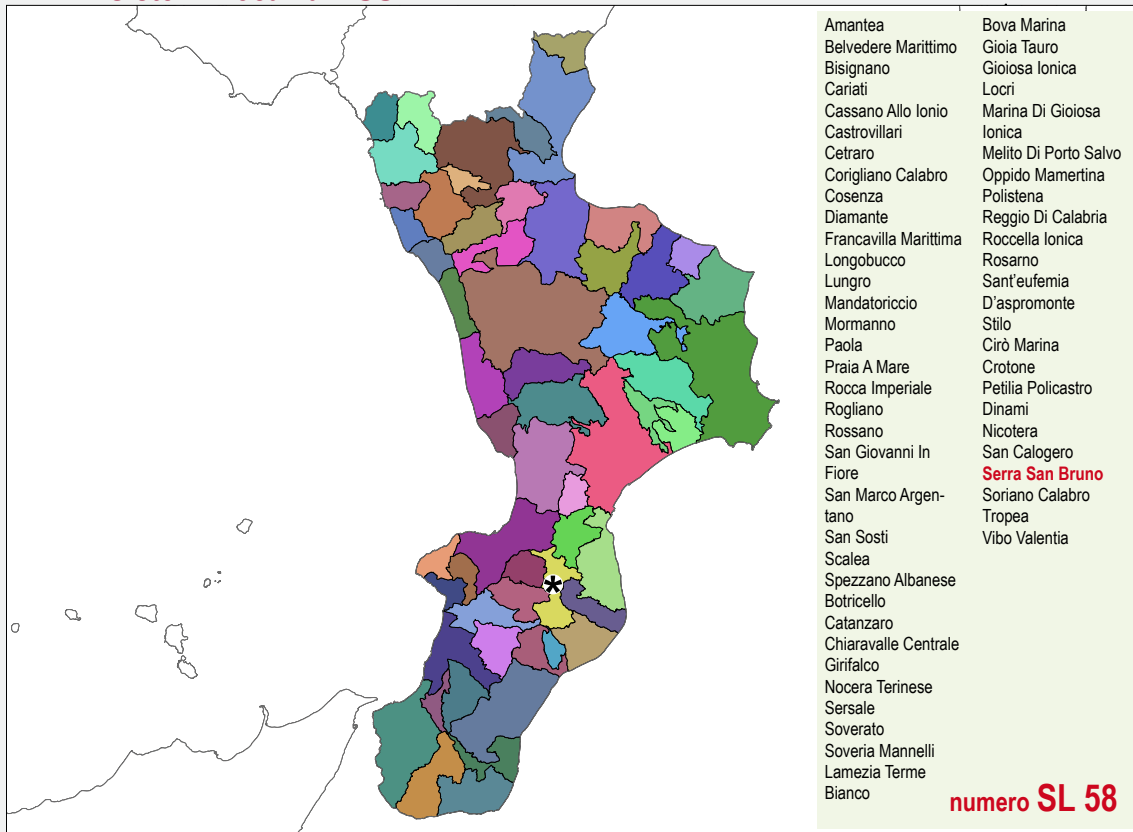 Amantea
Belvedere Marittimo
Bisignano
Cariati
Cassano Allo Ionio
Castrovillari
Cetraro
Corigliano Calabro
Cosenza
Diamante
Francavilla Marittima
Longobucco
Lungro
Mandatoriccio
Mormanno
Paola
Praia A Mare
Rocca Imperiale
Rogliano
Rossano
San Giovanni In
Fiore
San Marco Argen-
tano
San Sosti
Scalea
Spezzano Albanese
Botricello
Catanzaro
Chiaravalle Centrale
Girifalco
Nocera Terinese
Sersale
Soverato
Soveria Mannelli
Lamezia Terme
Bianco
Bova Marina
Gioia Tauro
Gioiosa Ionica
Locri
Marina Di Gioiosa
Ionica
Melito Di Porto Salvo
Oppido Mamertina
Polistena
Reggio Di Calabria
Roccella Ionica
Rosarno
Sant'eufemia
D'aspromonte
Stilo
Cirò Marina
Crotone
Petilia Policastro
Dinami
Nicotera
San Calogero
Serra San Bruno
Soriano Calabro
Tropea
Vibo Valentia
*
numero SL 58